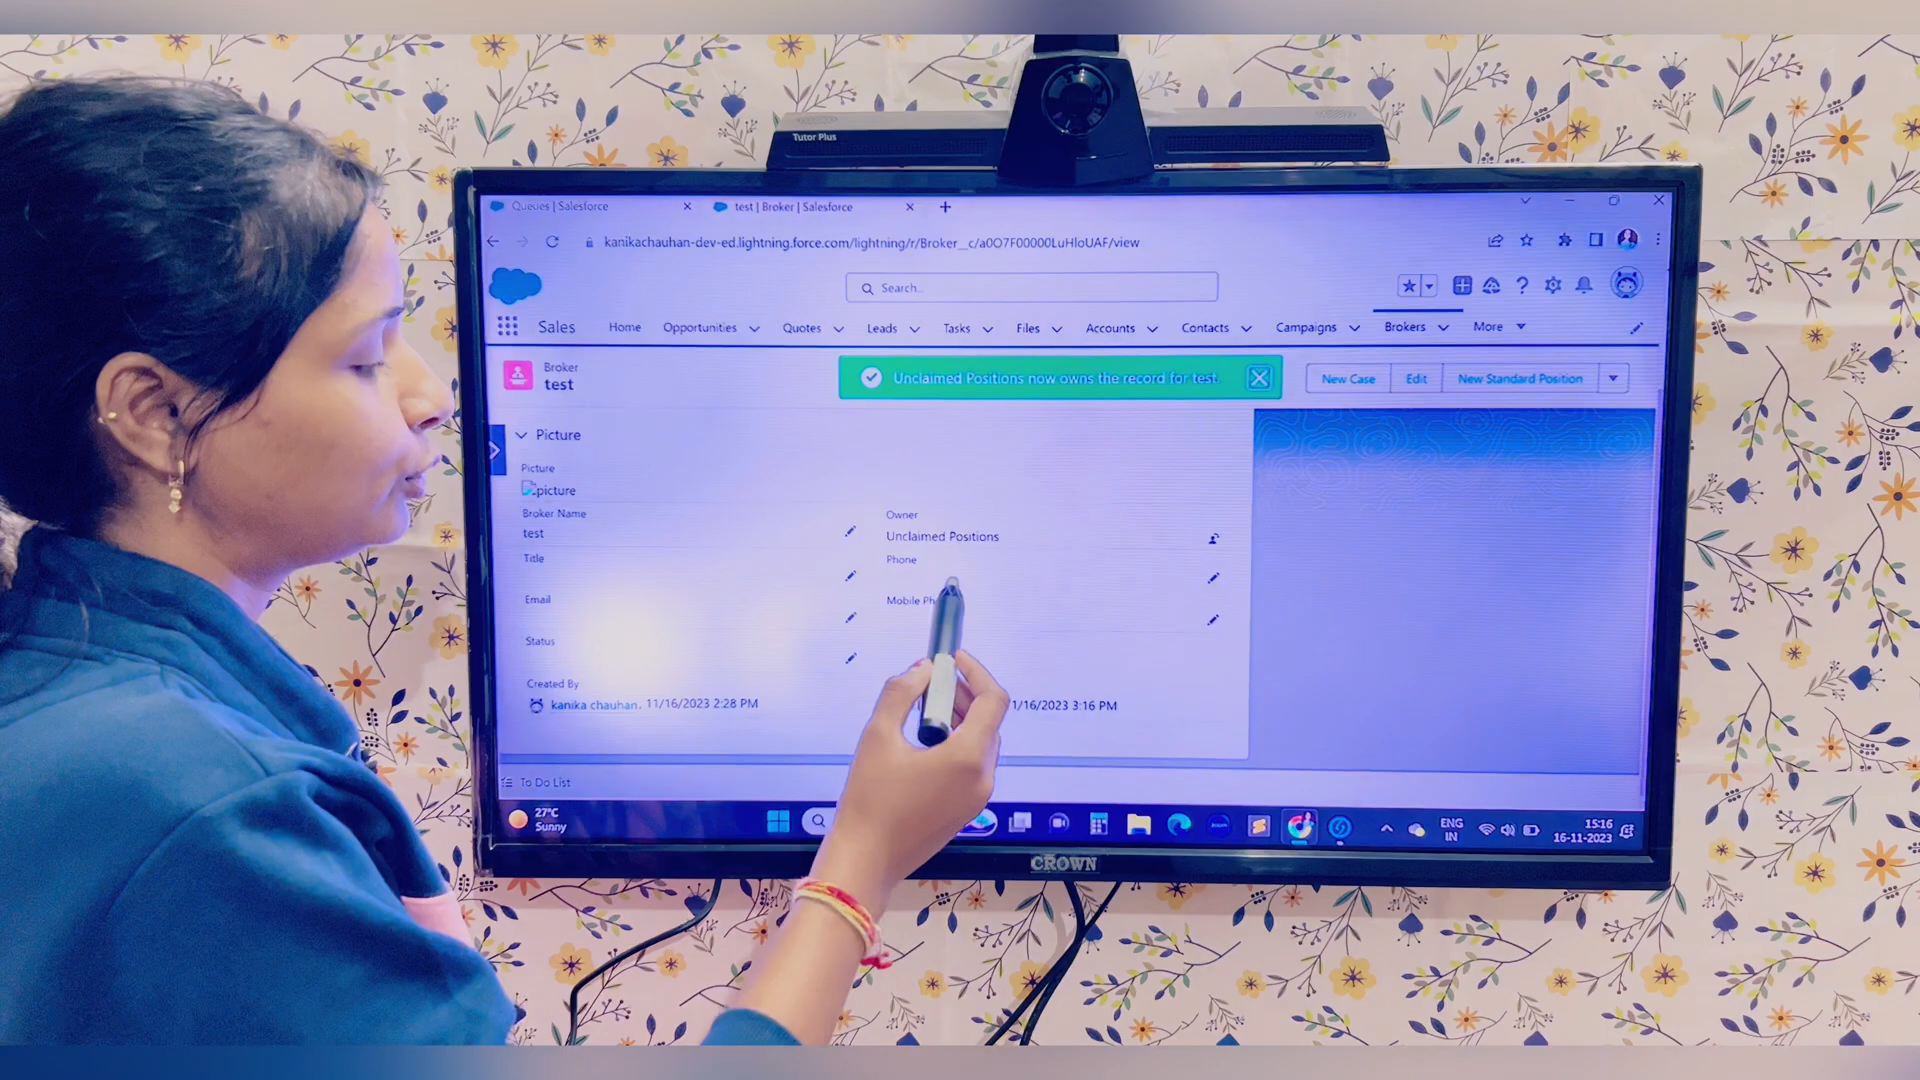 Tutor Plus
Queues | Salesforce
test | Broker | Salesforce
kanikachauhan-dev-ed.lightning.force.com/lightning/r/Broker__c/a0O7F00000LuHloUAF/view
Search...
Sales Home Opportunities Quotes Leads Tasks Files Accounts Contacts Campaigns Brokers More
Broker
test
Unclaimed Positions now owns the record for test.
New Case Edit New Standard Position
Picture
Picture
picture
Broker Name
test
Owner
Unclaimed Positions
Title
Phone
Email
Mobile Ph
Status
Created By
kanika chauhan, 11/16/2023 2:28 PM
1/16/2023 3:16 PM
To Do List
27°C
Sunny
ENG
IN
15:16
16-11-2023
CROWN